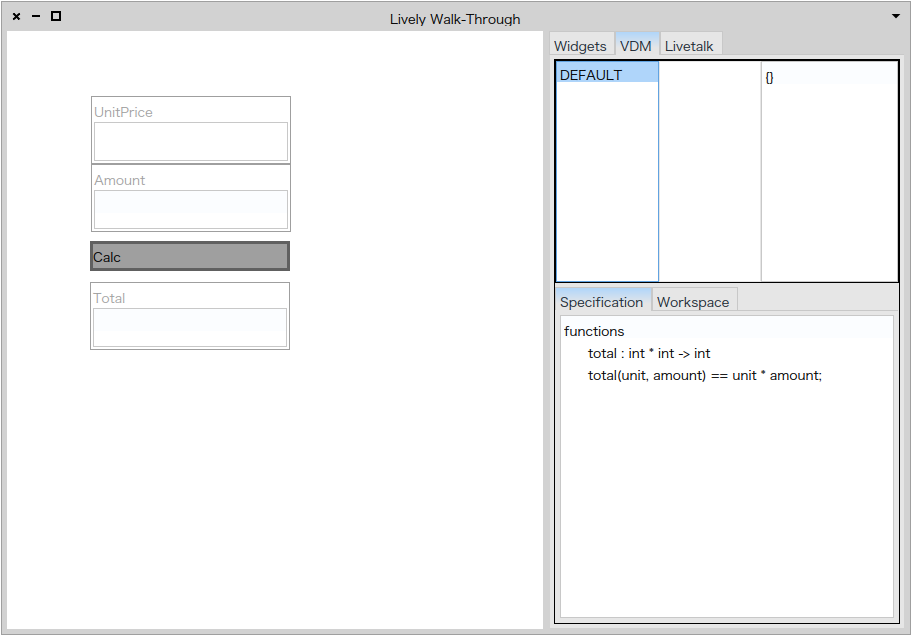 Lively Walk-Through
UnitPrice
Amount
Calc
Total
Widgets VDM Livetalk
DEFAULT {}
Specification Workspace
functions
total : int * int -> int
total(unit, amount) == unit * amount;